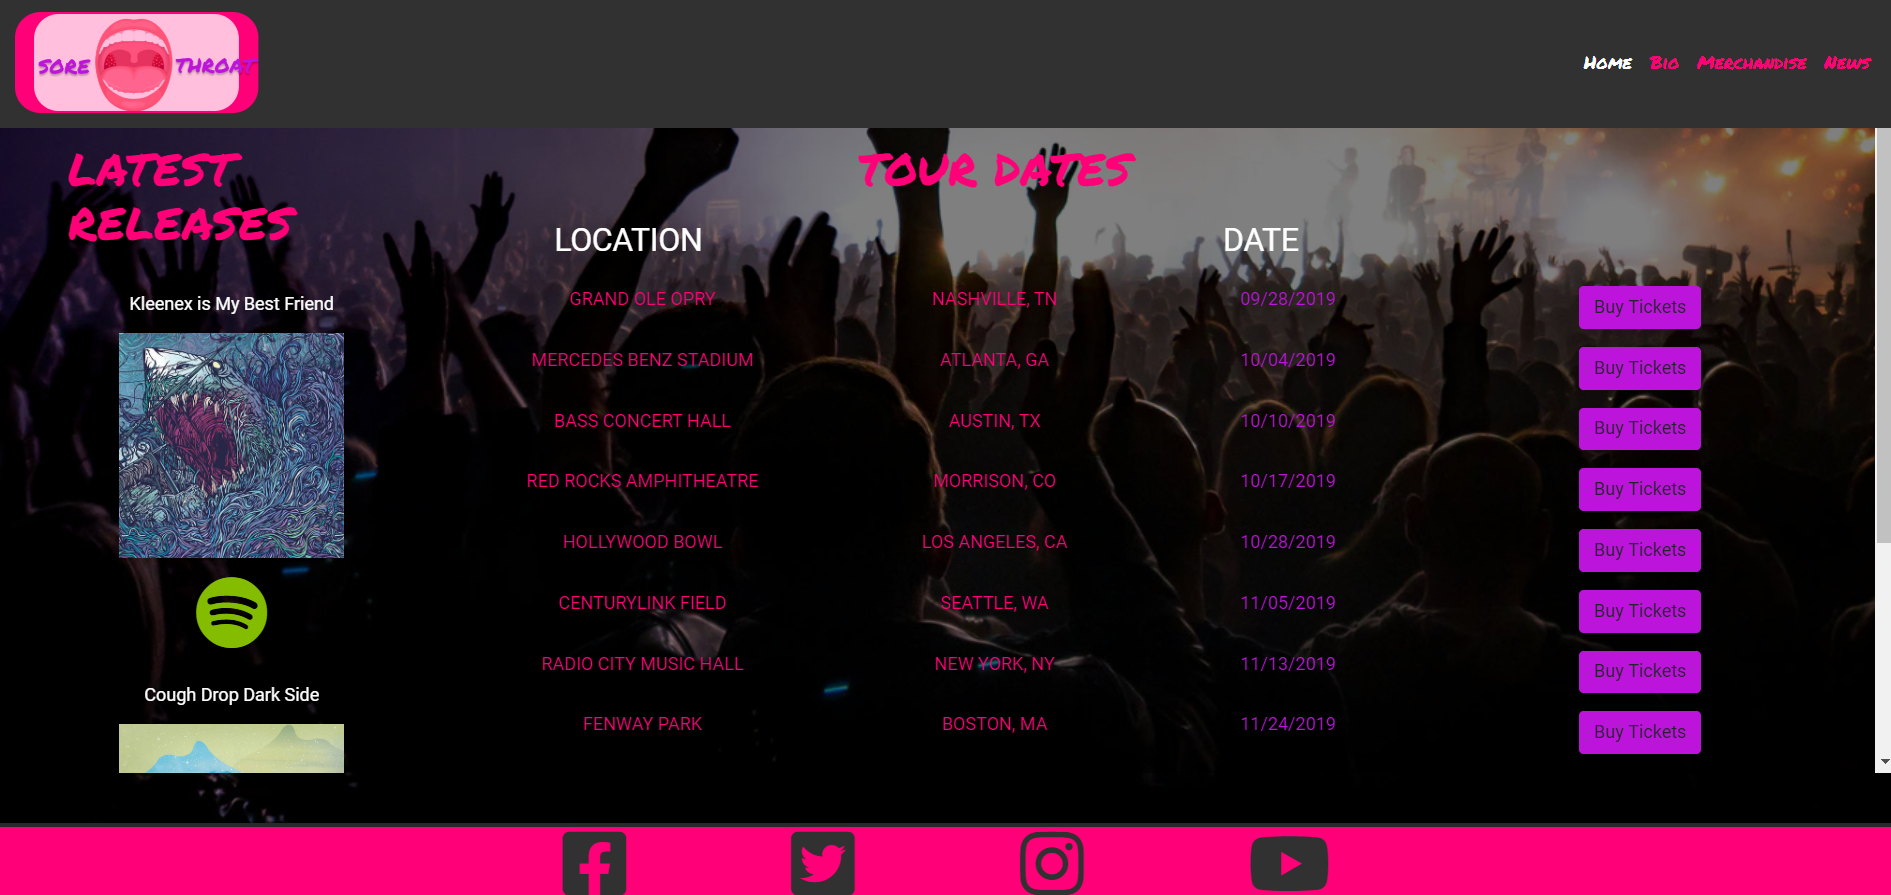 SORE THROAT
Home Bio Merchandise News
LATEST
RELEASES
Kleenex is My Best Friend
Cough Drop Dark Side
TOUR DATES
LOCATION DATE
GRAND OLE OPRY NASHVILLE, TN 09/28/2019 Buy Tickets
MERCEDES BENZ STADIUM ATLANTA, GA 10/04/2019 Buy Tickets
BASS CONCERT HALL AUSTIN, TX 10/10/2019 Buy Tickets
RED ROCKS AMPHITHEATRE MORRISON, CO 10/17/2019 Buy Tickets
HOLLYWOOD BOWL LOS ANGELES, CA 10/28/2019 Buy Tickets
CENTURYLINK FIELD SEATTLE, WA 11/05/2019 Buy Tickets
RADIO CITY MUSIC HALL NEW YORK, NY 11/13/2019 Buy Tickets
FENWAY PARK BOSTON, MA 11/24/2019 Buy Tickets